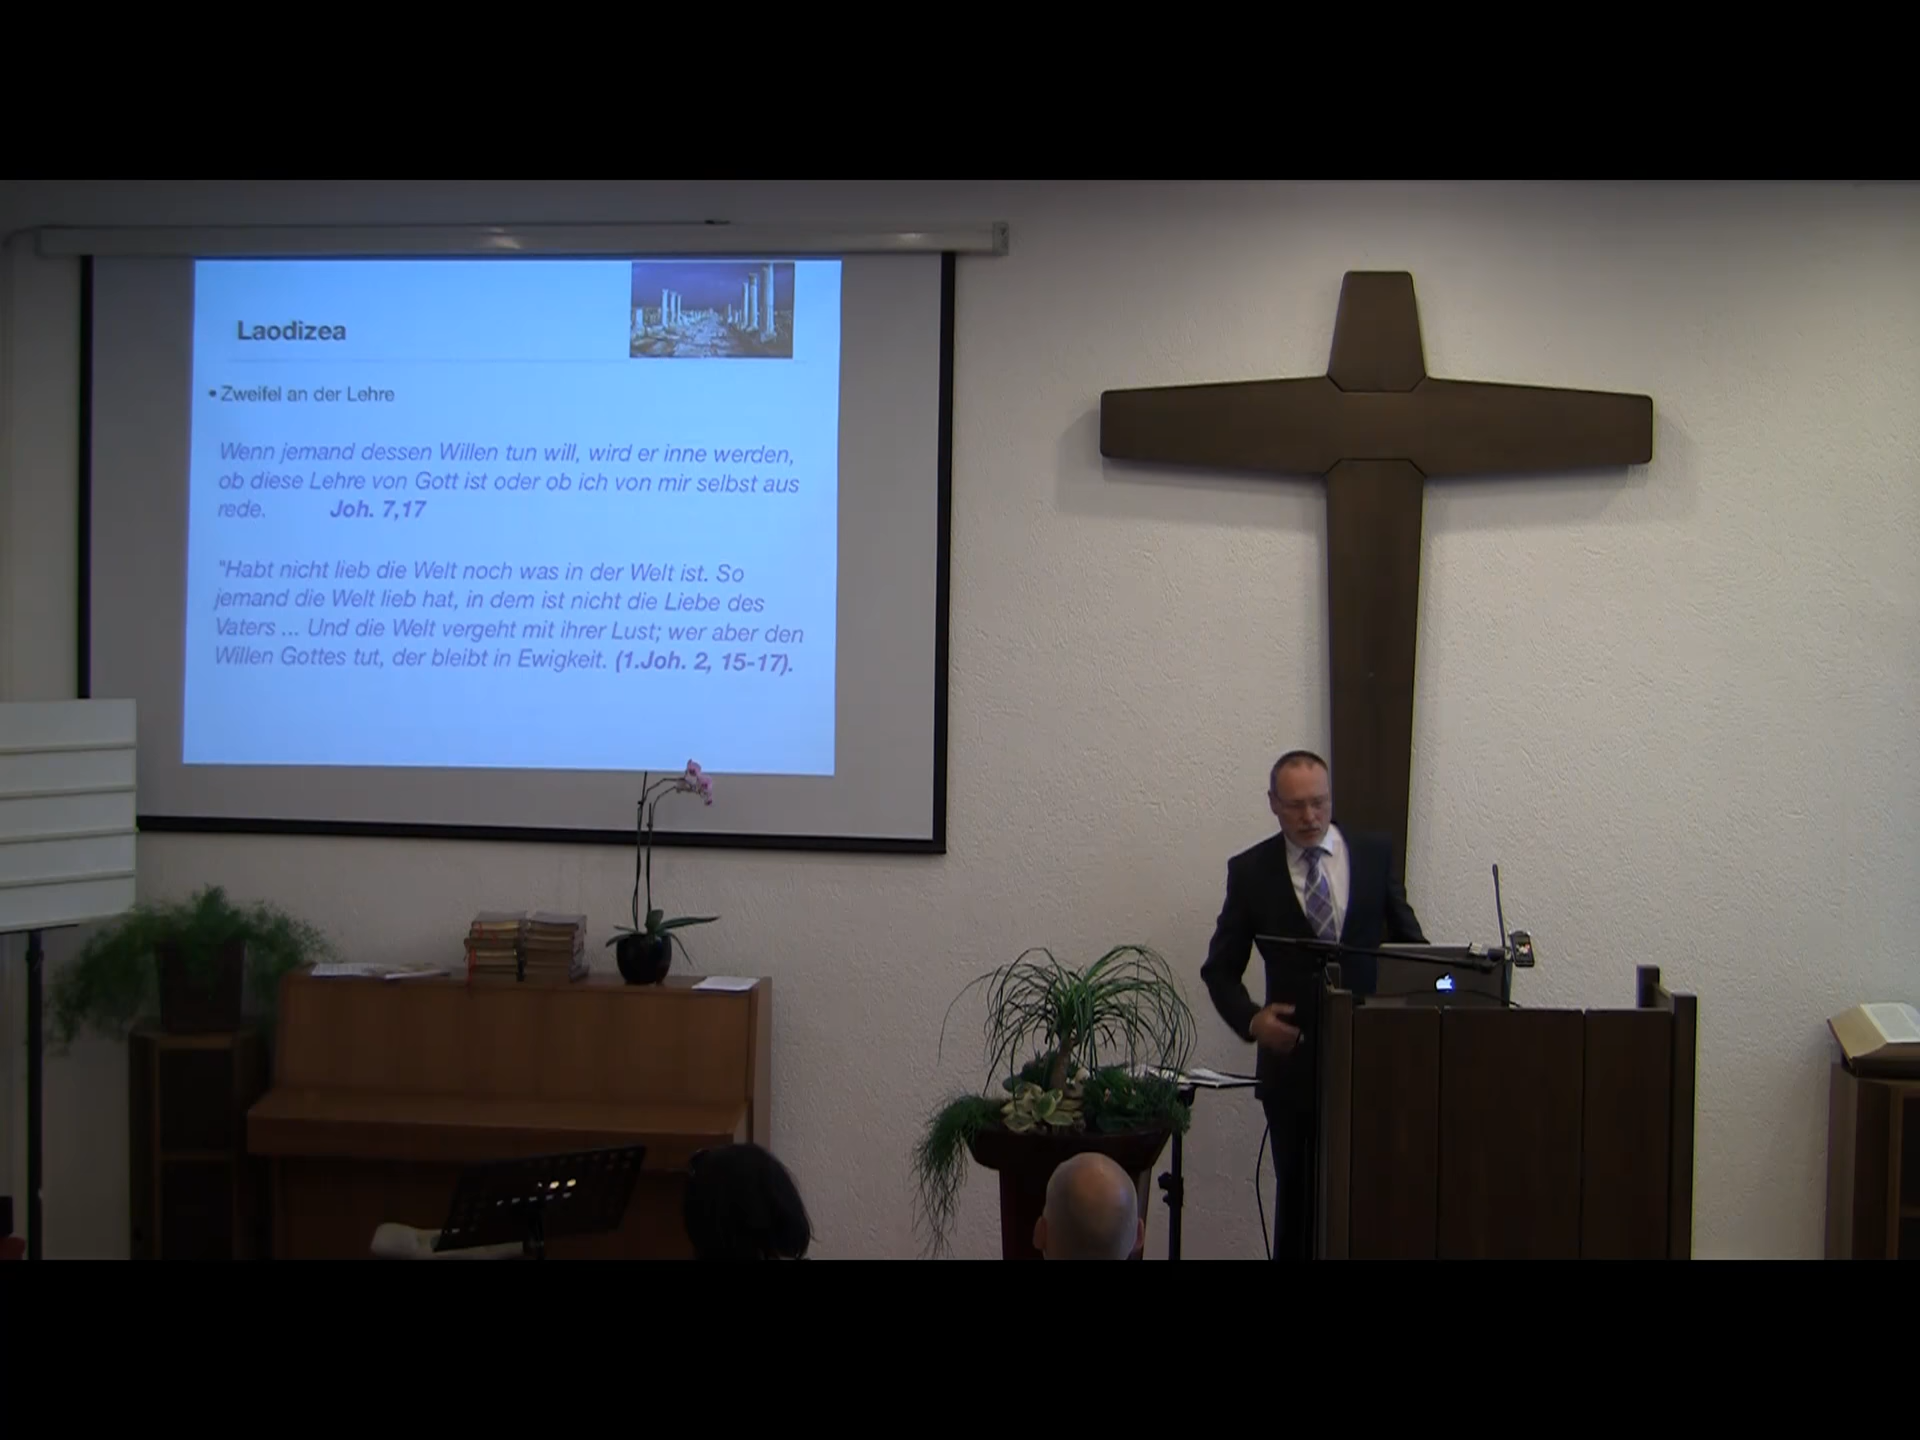 Laodizea
• Zweifel an der Lehre
Wenn jemand dessen Willen tun will, wird er inne werden,
ob diese Lehre von Gott ist oder ob ich von mir selbst aus
rede. Joh. 7,17
"Habt nicht lieb die Welt noch was in der Welt ist. So
jemand die Welt lieb hat, in dem ist nicht die Liebe des
Vaters ... Und die Welt vergeht mit ihrer Lust; wer aber den
Willen Gottes tut, der bleibt in Ewigkeit. (1.Joh. 2, 15-17).